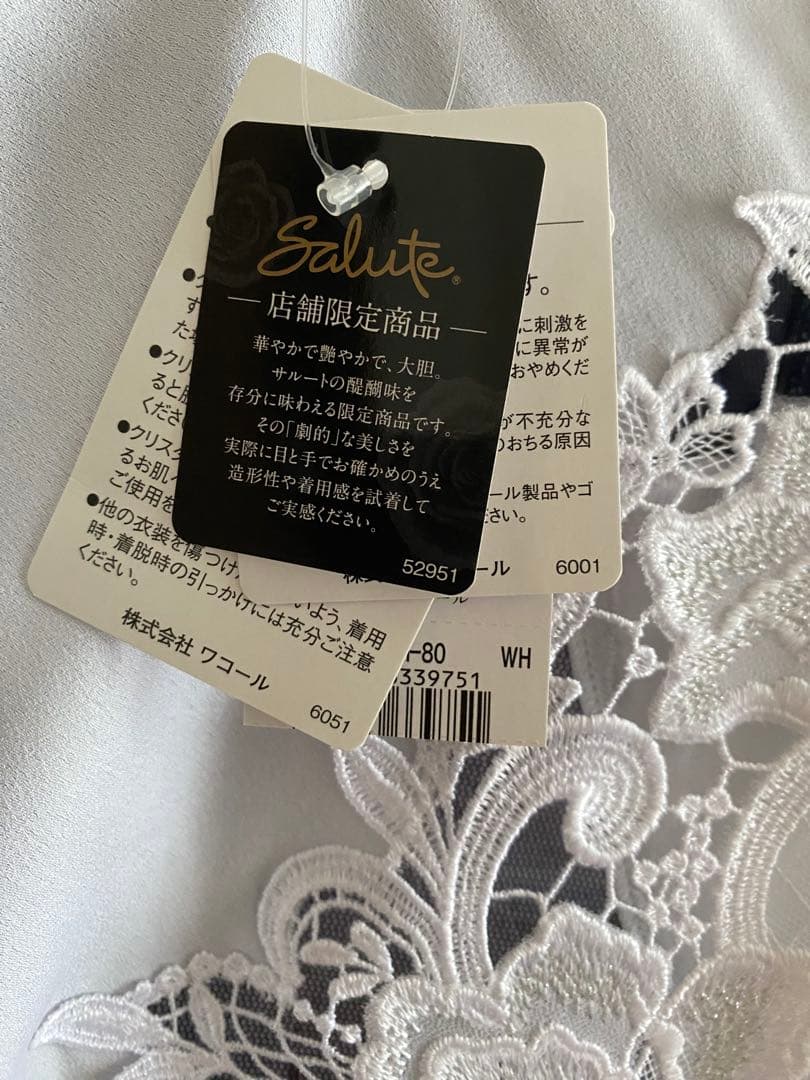 Salute®
店舗限定商品
華やかで艶やかで、大胆。
サルートの醍醐味を
存分に味わえる限定商品です。
その「劇的」な美しさを
実際に目と手でお確かめのうえ
造形性や着用感を試着して
ご実感ください。
52951
す。
に刺激を
に異常が
おやめくだ
が不充分な
おちる原因
ール製品やゴ
ださい。
ール
6001
●
す
た
●クリ
ると
くださ
●クリスタ
るお肌
ご使用を
●他の衣装を傷つけ
いよう、着用
時・着脱時の引っかけには充分ご注意
ください。
株式会社 ワコール
6051
-80 WH
339751